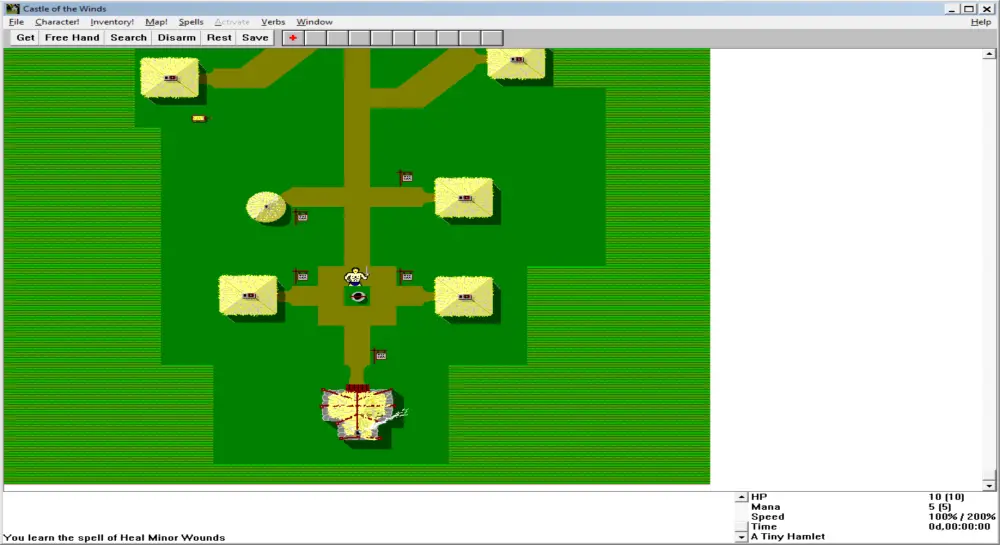 Castle of the Winds
File Character! Inventory! Map! Spells Activate Verbs Window Help
Get Free Hand Search Disarm Rest Save
HP 10 (10)
Mana 5 (5)
Speed 100% / 200%
Time 0d,00:00:00
You learn the spell of Heal Minor Wounds A Tiny Hamlet